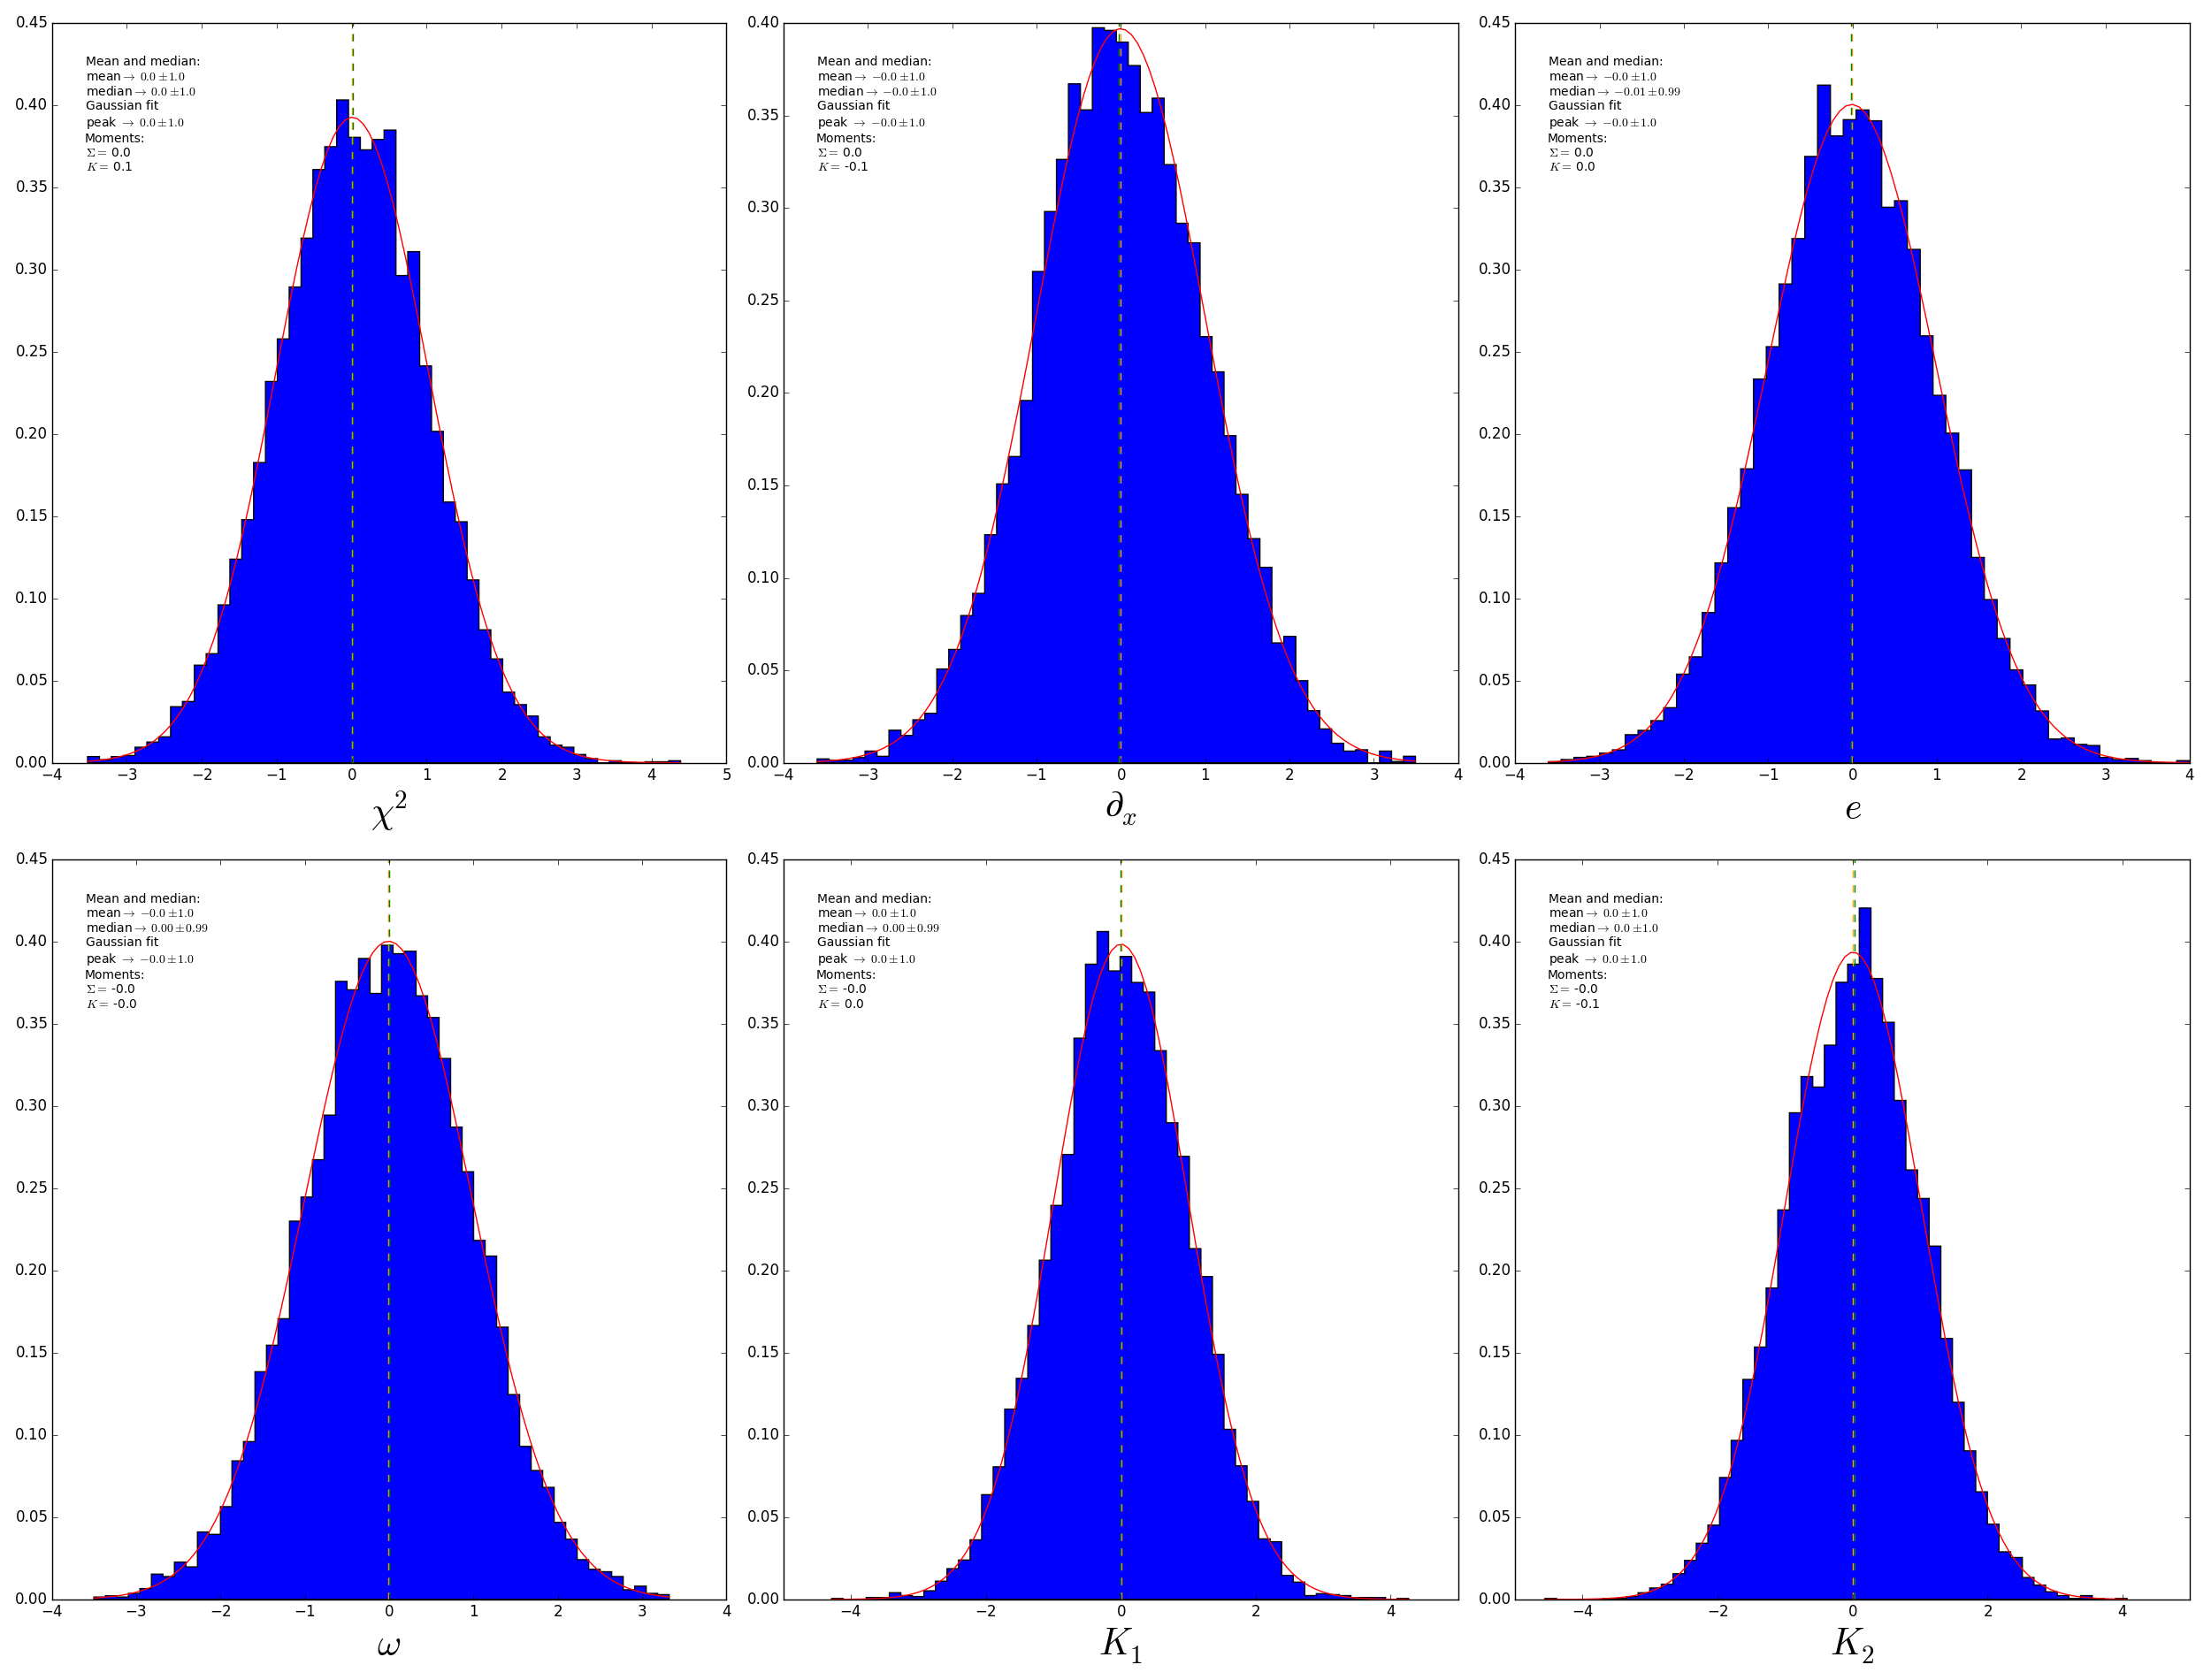 0.45
0.40
0.35
0.30
0.25
0.20
0.15
0.10
0.05
0.00
Mean and median:
mean → 0.0 ± 1.0
median → 0.0 ± 1.0
Gaussian fit
peak → 0.0 ± 1.0
Moments:
Σ = 0.0
K = 0.1
−4 −3 −2 −1 0 1 2 3 4 5
χ²
0.40
0.35
0.30
0.25
0.20
0.15
0.10
0.05
0.00
Mean and median:
mean → −0.0 ± 1.0
median → −0.0 ± 1.0
Gaussian fit
peak → −0.0 ± 1.0
Moments:
Σ = 0.0
K = -0.1
−4 −3 −2 −1 0 1 2 3 4
∂ₓ
0.45
0.40
0.35
0.30
0.25
0.20
0.15
0.10
0.05
0.00
Mean and median:
mean → −0.0 ± 1.0
median → −0.01 ± 0.99
Gaussian fit
peak → −0.0 ± 1.0
Moments:
Σ = 0.0
K = 0.0
−4 −3 −2 −1 0 1 2 3 4
e
0.45
0.40
0.35
0.30
0.25
0.20
0.15
0.10
0.05
0.00
Mean and median:
mean → −0.0 ± 1.0
median → 0.00 ± 0.99
Gaussian fit
peak → −0.0 ± 1.0
Moments:
Σ = -0.0
K = -0.0
−4 −3 −2 −1 0 1 2 3 4
ω
0.45
0.40
0.35
0.30
0.25
0.20
0.15
0.10
0.05
0.00
Mean and median:
mean → 0.0 ± 1.0
median → 0.00 ± 0.99
Gaussian fit
peak → 0.0 ± 1.0
Moments:
Σ = -0.0
K = 0.0
−4 −2 0 2 4
K₁
0.45
0.40
0.35
0.30
0.25
0.20
0.15
0.10
0.05
0.00
Mean and median:
mean → 0.0 ± 1.0
median → 0.0 ± 1.0
Gaussian fit
peak → 0.0 ± 1.0
Moments:
Σ = -0.0
K = -0.1
−4 −2 0 2 4
K₂